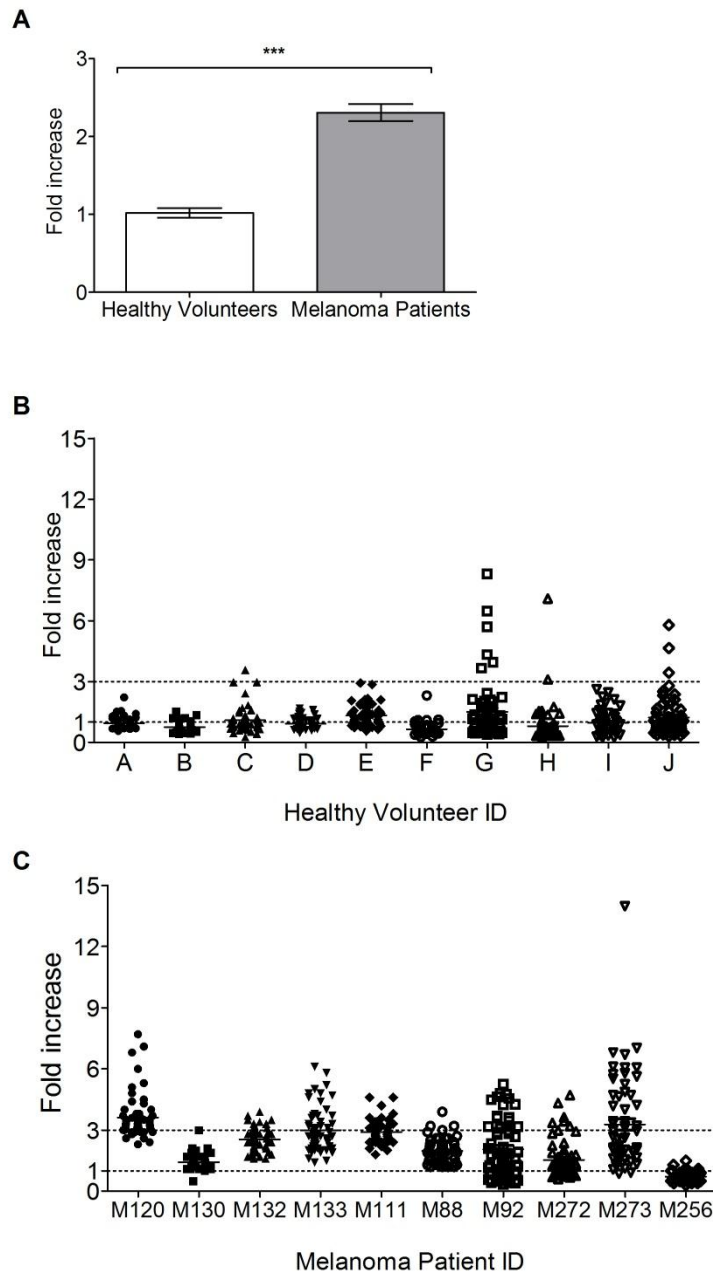 A
***
3
2
1
0
Fold increase
Healthy Volunteers Melanoma Patients
B
15
12
9
6
3
1
0
Fold increase
A B C D E F G H I J
Healthy Volunteer ID
C
15
12
9
6
3
1
0
Fold increase
M120 M130 M132 M133 M111 M88 M92 M272 M273 M256
Melanoma Patient ID